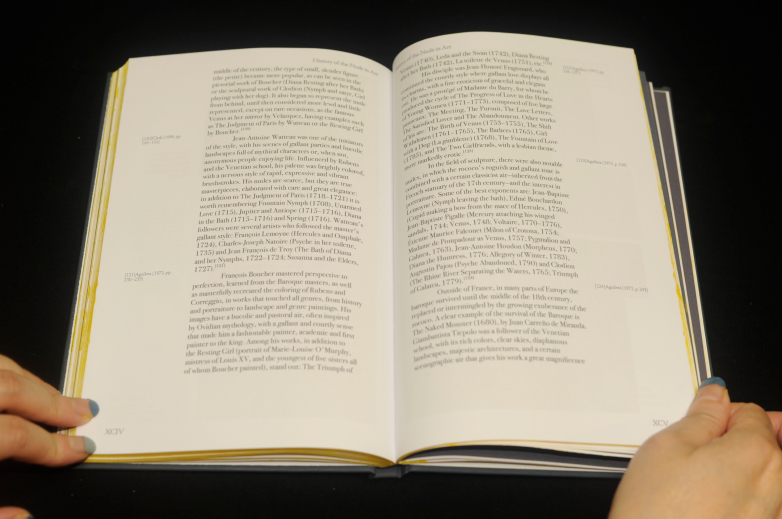 History of the Nude in Art
middle of the century, the type of small, slender figure
(the petite) became more popular, as can be seen in the
pictorial work of Boucher (Diana Resting after her Bath)
or the sculptural work of Clodion (Nymph and satyr, Girl
playing with her dog). It also began to represent the nude
from behind, until then considered more lewd and little
represented, except on rare occasions, as the famous
Venus at her mirror by Velázquez, having examples such
as The Judgment of Paris by Watteau or the Resting Girl
by Boucher.
Jean-Antoine Watteau was one of the initiators
of the style, with his scenes of gallant parties and bucolic
landscapes full of mythical characters or, when not,
anonymous people enjoying life. Influenced by Rubens
and the Venetian school, his palette was brightly colored,
with a nervous style of rapid, expressive and vibrant
brushstrokes. His nudes are scarce, but they are true
masterpieces, elaborated with care and great elegance:
in addition to The Judgment of Paris (1718–1721) it is
worth remembering Fountain Nymph (1708), Unarmed
Love (1715), Jupiter and Antiope (1715–1716), Diana
in the Bath (1715–1716) and Spring (1716). Watteau's
followers were several artists who followed the master's
gallant style: François Lemoyne (Hercules and Omphale,
1724), Charles-Joseph Natoire (Psyche in her toilette,
1735) and Jean François de Troy (The Bath of Diana
and her Nymphs, 1722–1724; Susanna and the Elders,
1727).
François Boucher mastered perspective to
perfection, learned from the Baroque masters, as well
as masterfully recreated the coloring of Rubens and
Correggio, in works that touched all genres, from history
and portraiture to landscape and genre paintings. His
images have a bucolic and pastoral air, often inspired
by Ovidian mythology, with a gallant and courtly sense
that made him a fashionable painter, academic and first
painter to the king. Among his works, in addition to
the Resting Girl (portrait of Marie-Louise O'Murphy,
mistress of Louis XV, and the youngest of five sisters all
of whom Boucher painted), stand out: The Triumph of
XCIV
of the Nude in Art
Venus (1740), Leda and the Swan (1742), Diana Resting
after her Bath (1742), La toilette de Venus (1751), etc.
His disciple was Jean-Honoré Fragonard, who
continued the courtly style where gallant love displays all
its charms, with a fine eroticism of graceful and elegant
cut. He was a protégé of Madame du Barry, for whom he
produced the cycle of The Progress of Love in the Hearts
of Young Women (1771–1773), composed of five large
canvases: The Meeting, The Pursuit, The Love Letters,
The Satisfied Lover and The Abandonment. Other works
of his are: The Birth of Venus (1753–1755), The Shift
Withdrawn (1761–1765), The Bathers (1765), Girl
with a Dog (La gimblette) (1768), The Fountain of Love
(1785), and The Two Girlfriends, with a lesbian theme,
more markedly erotic.
In the field of sculpture, there were also notable
nudes, in which the rococo's roguish and gallant tone is
combined with a certain classicist air—inherited from the
French statuary of the 17th century—and the interest in
portraiture. Some of the best exponents are: Jean-Baptiste
Lemoyne (Nymph leaving the bath), Edmé Bouchardon
(Cupid making a bow from the mace of Hercules, 1750),
Jean-Baptiste Pigalle (Mercury attaching his winged
sandals, 1744; Venus, 1740; Voltaire, 1770–1776),
Étienne-Maurice Falconet (Milon of Crotona, 1754;
Madame de Pompadour as Venus, 1757; Pygmalion and
Galatea, 1763), Jean-Antoine Houdon (Morpheus, 1770;
Diana the Huntress, 1776; Allegory of Winter, 1783),
Augustin Pajou (Psyche Abandoned, 1790) and Clodion
(The Rhine River Separating the Waters, 1765; Triumph
of Galatea, 1779).
Outside of France, in many parts of Europe the
baroque survived until the middle of the 18th century,
replaced or intermingled by the growing exuberance of the
rococo. A clear example of the survival of the Baroque is
The Naked Monster (1680), by Juan Carreño de Miranda.
Giambattista Tiepolo was a follower of the Venetian
school, with its rich colors, clear skies, diaphanous
landscapes, majestic architectures, and a certain
scenographic air that gives his work a great magnificence
XCV